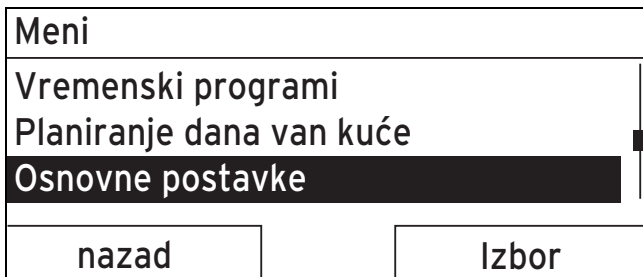 Meni
Vremenski programi
Planiranje dana van kuće
Osnovne postavke
nazad
Izbor